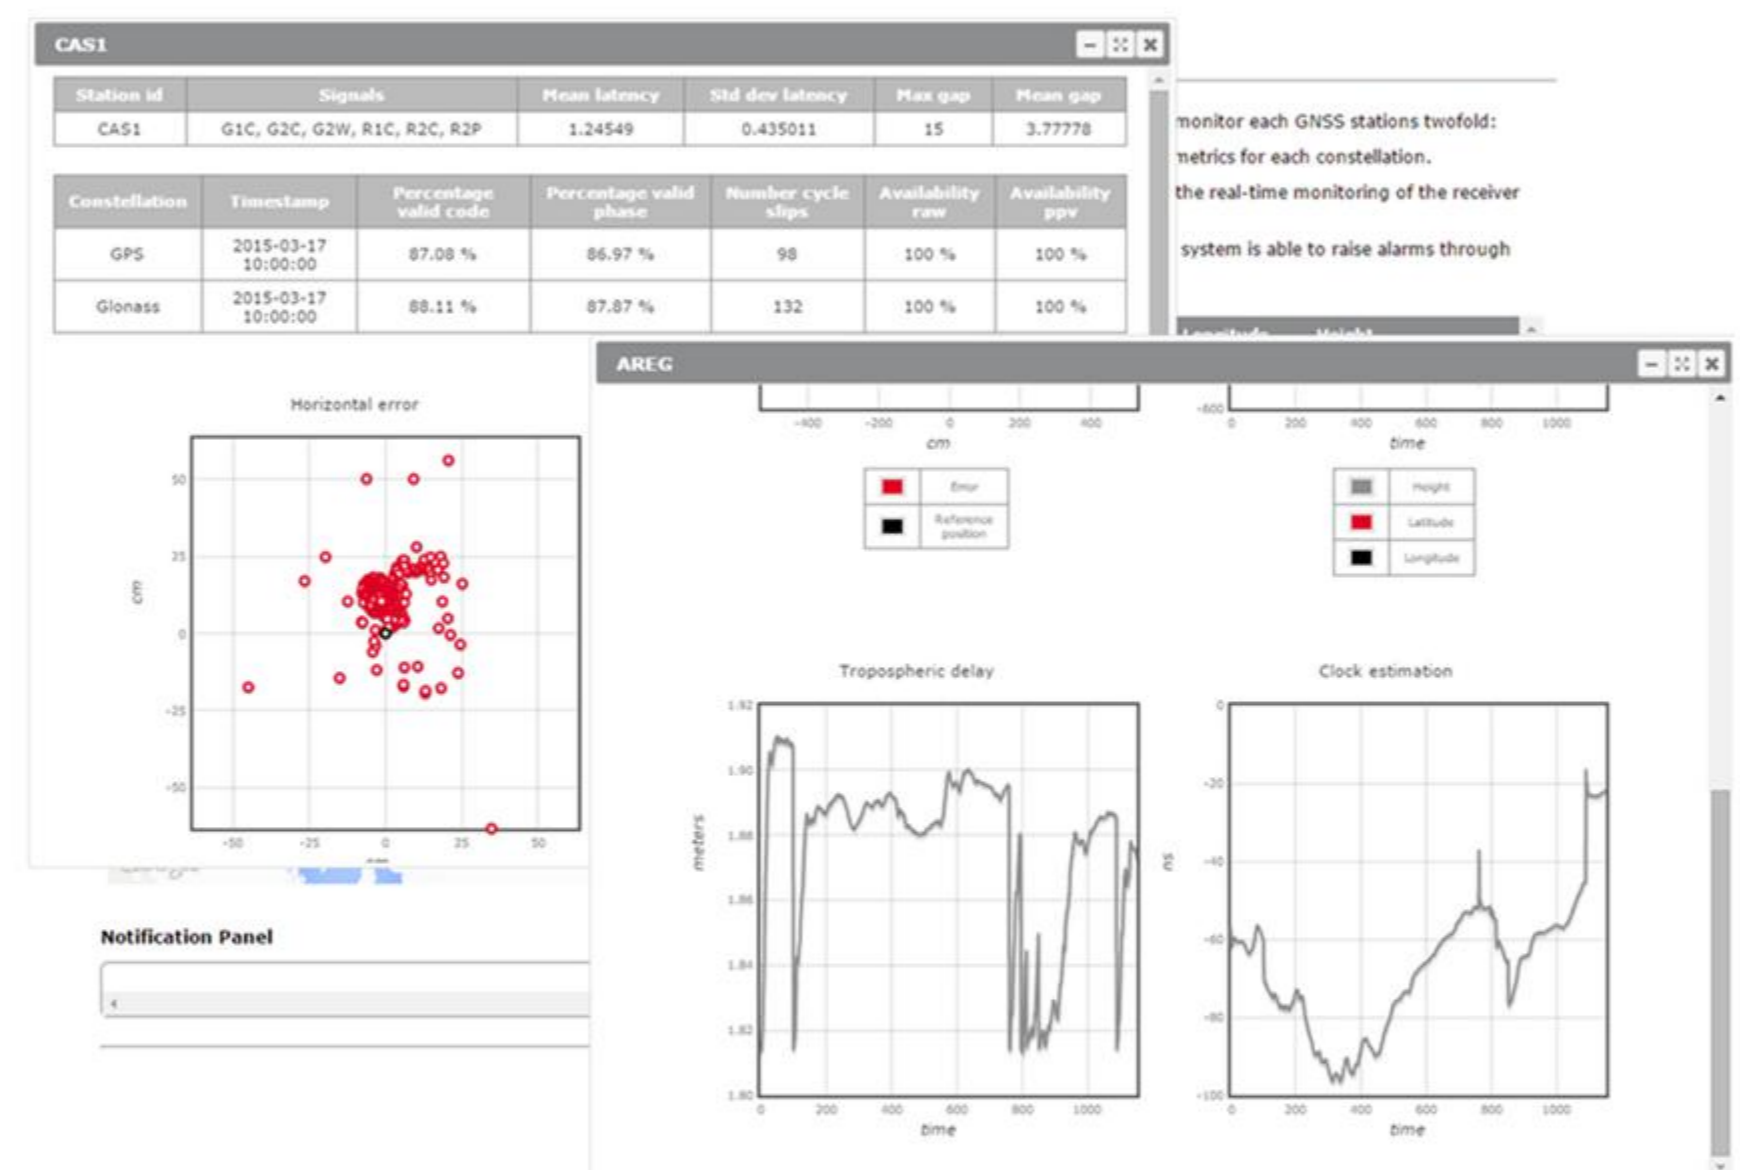 CAS1
Station id Signals Mean latency Std dev latency Max gap Mean gap
CAS1 G1C, G2C, G2W, R1C, R2C, R2P 1.24549 0.435011 15 3.77778
Constellation Timestamp Percentage valid code Percentage valid phase Number cycle slips Availability raw Availability ppv
GPS 2015-03-17 10:00:00 87.08 % 86.97 % 98 100 % 100 %
Glonass 2015-03-17 10:00:00 88.11 % 87.87 % 132 100 % 100 %
monitor each GNSS stations twofold:
metrics for each constellation.
the real-time monitoring of the receiver
system is able to raise alarms through
Longitude Height
Horizontal error
50
25
0
-25
-50
cm
-50 -25 0 25 50
cm
Notification Panel
AREG
-400 -200 0 200 400
cm
Error
Reference position
-600
0 200 400 600 800 1000
time
Height
Latitude
Longitude
Tropospheric delay
1.92
1.90
1.88
1.86
1.84
1.82
1.80
meters
0 200 400 600 800 1000
time
Clock estimation
0
-20
-40
-60
-80
-100
ns
0 200 400 600 800 1000
time